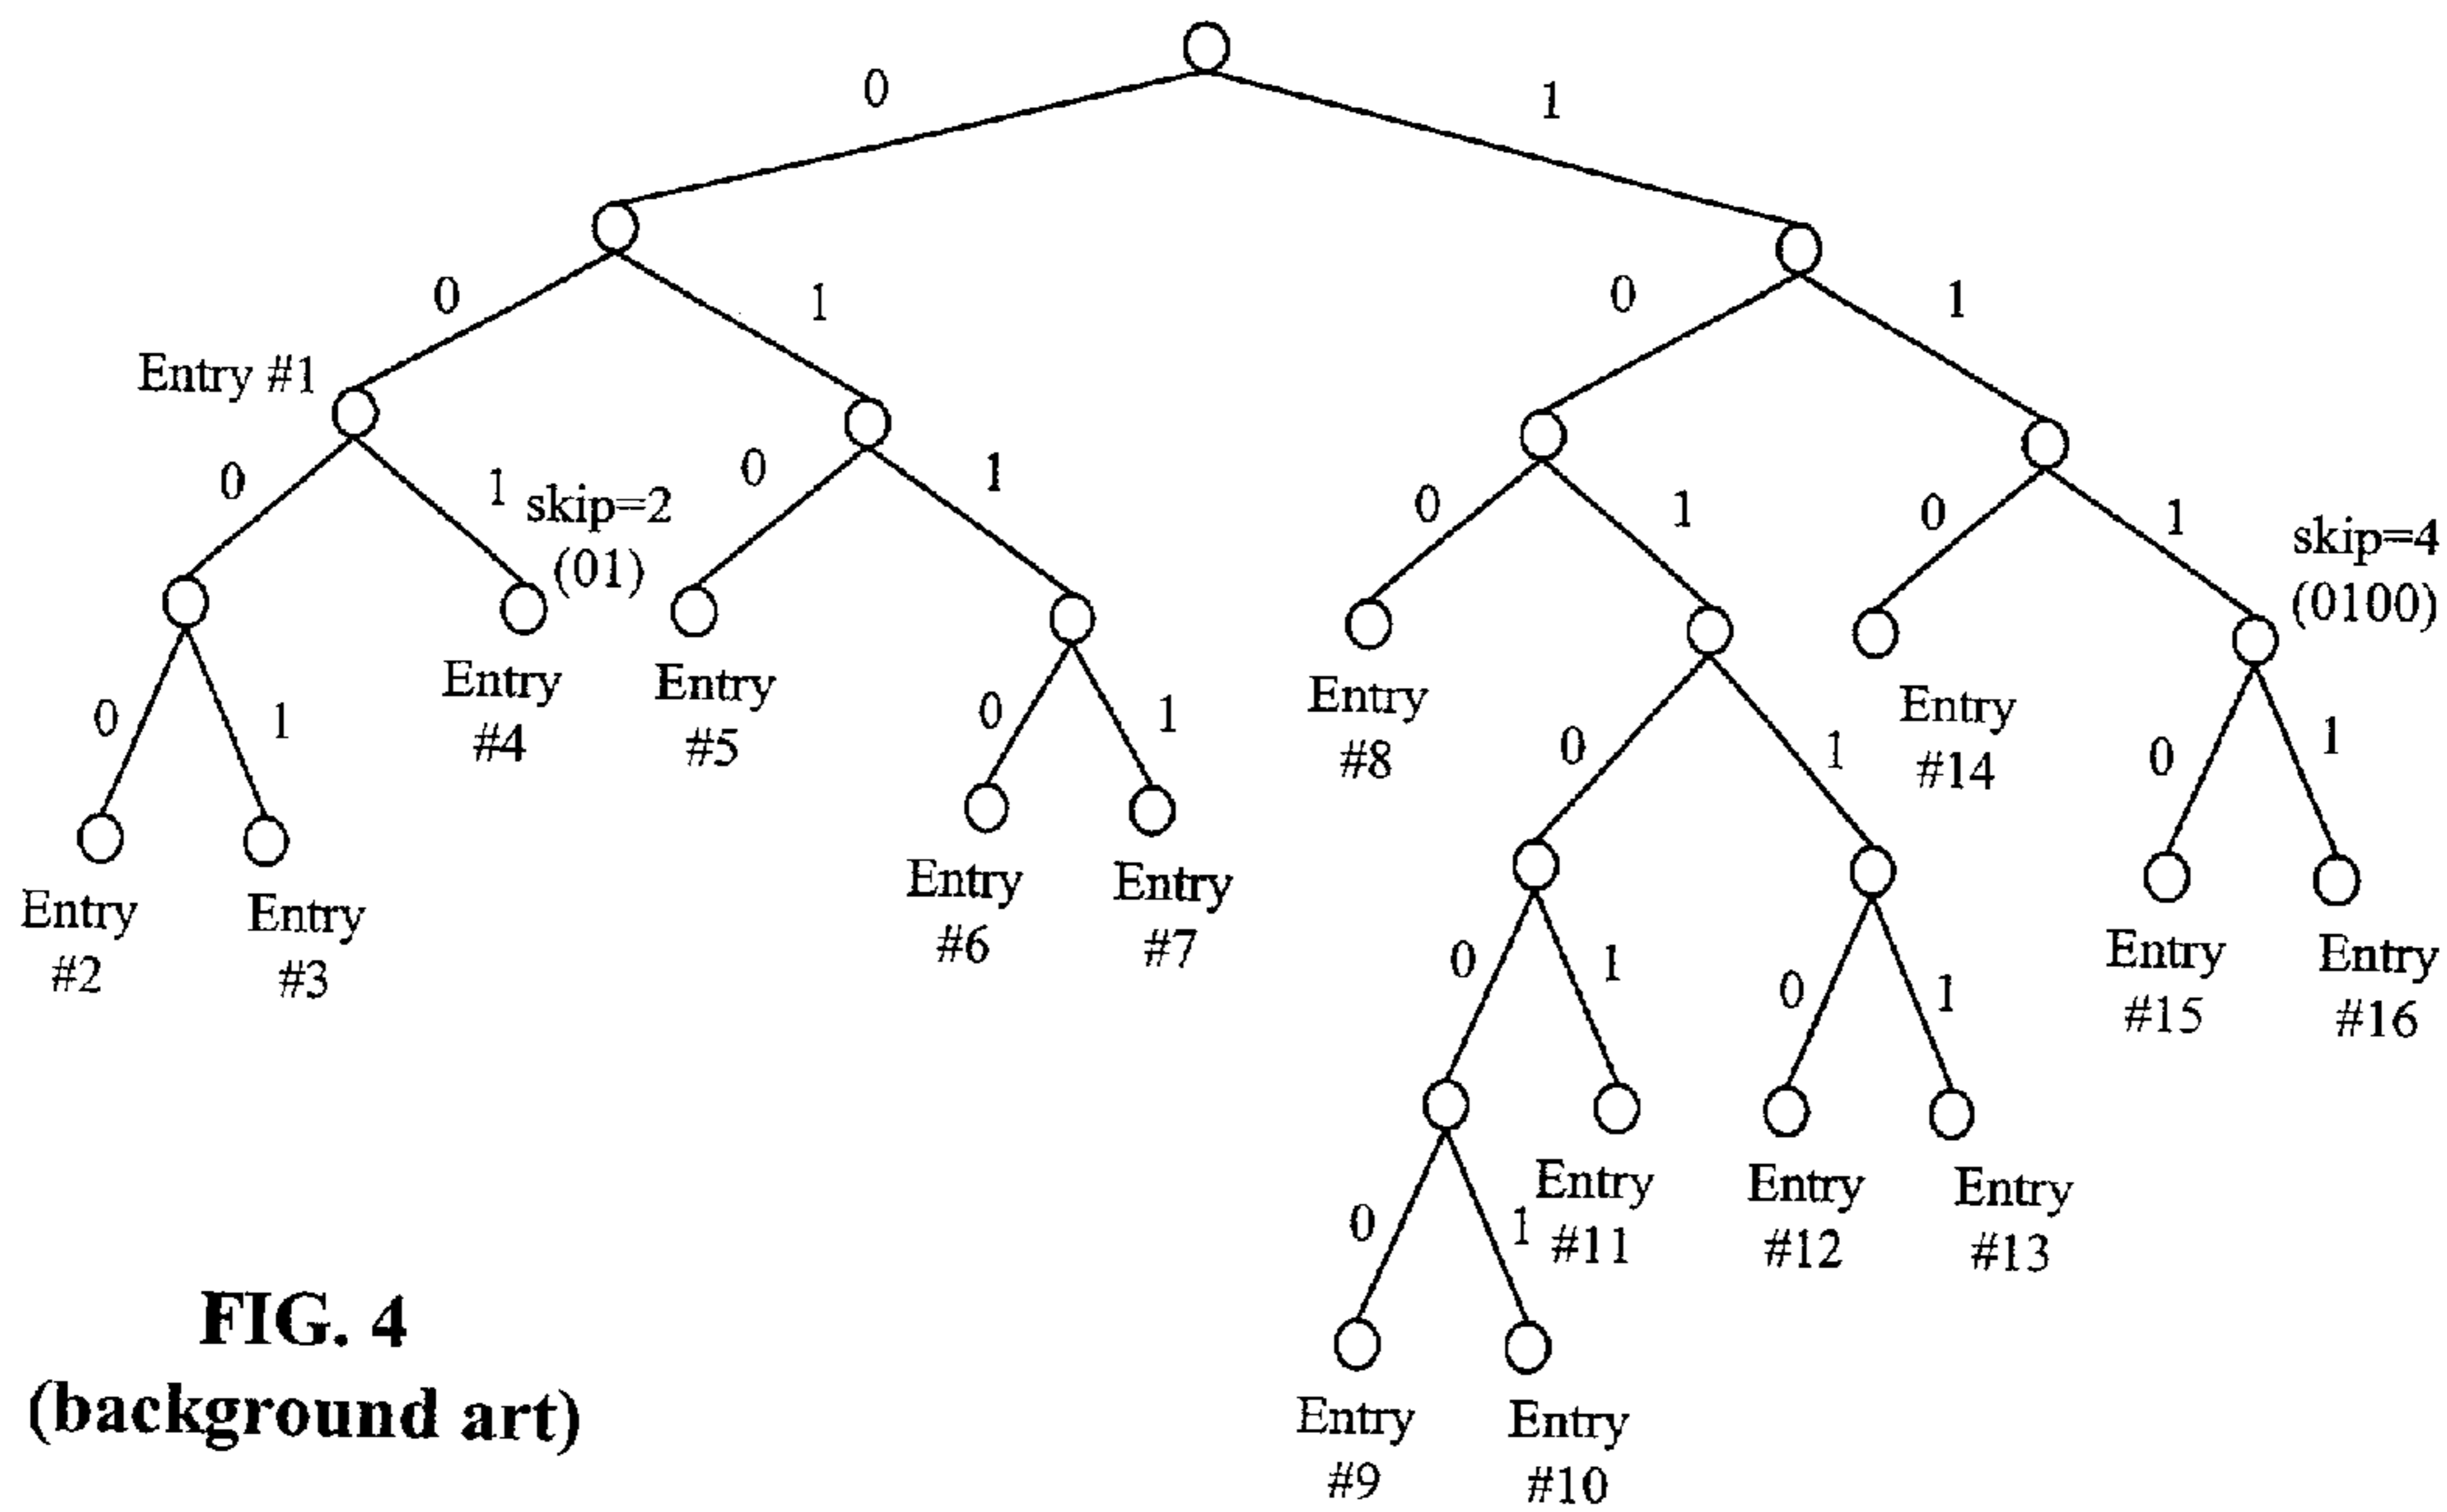 0
1
0
1
0
1
Entry #1
0
1
skip=2
(01)
0
1
0
1
0
1
skip=4
(0100)
Entry
#4
Entry
#5
Entry
#8
Entry
#14
0
1
0
1
0
1
0
1
Entry
#2
Entry
#3
Entry
#6
Entry
#7
0
1
0
1
Entry
#15
Entry
#16
0
1
Entry
#11
Entry
#12
Entry
#13
Entry
#9
Entry
#10
FIG. 4
(background art)